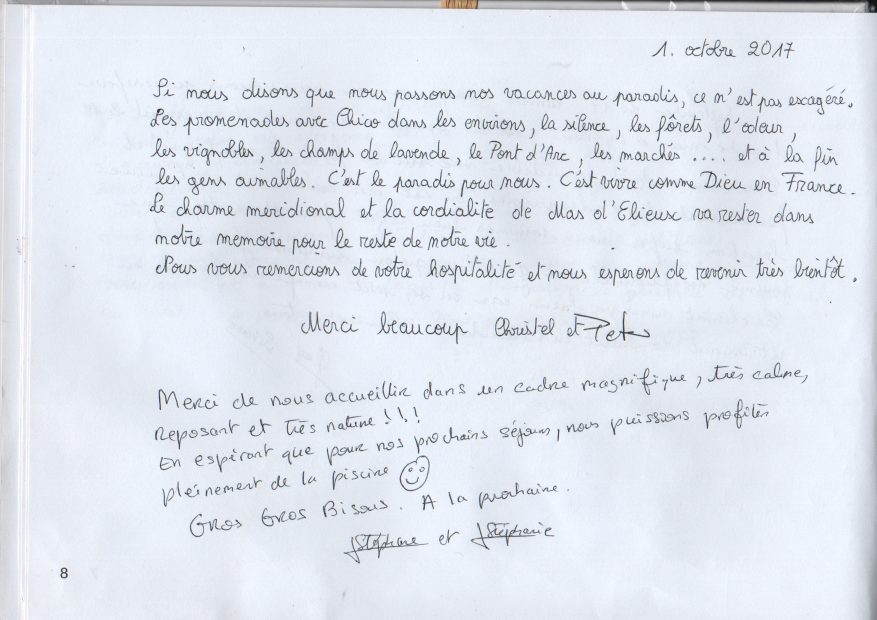 1. octobre 2017
Si nous disons que nous passons nos vacances au paradis, ce n'est pas exagéré.
Les promenades avec Chico dans les environs, la silence, les fôrets, l'odeur,
les vignobles, les champs de lavende, le Pont d'Arc, les marchés .... et à la fin
les gens aimables. C'est le paradis pour nous. C'est vivre comme Dieu en France.
Le charme meridional et la cordialité de Mas d'Elieuse va rester dans
notre memoire pour le reste de notre vie.
Nous vous remercions de votre hospitalité et nous esperons de revenir très bientôt.
Merci beaucoup Christel et Peter
Merci de nous accueillir dans un cadre magnifique, très calme,
reposant et très nature !!!
En espérant que pour nos prochains séjours, nous puissions profiter
pleinement de la piscine
Gros Gros Bisous. A la prochaine.
Stéphane et Stéphanie
8